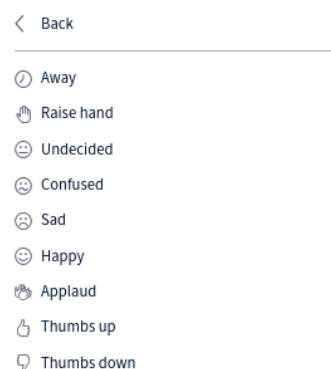 Back
Away
Raise hand
Undecided
Confused
Sad
Happy
Applaud
Thumbs up
Thumbs down